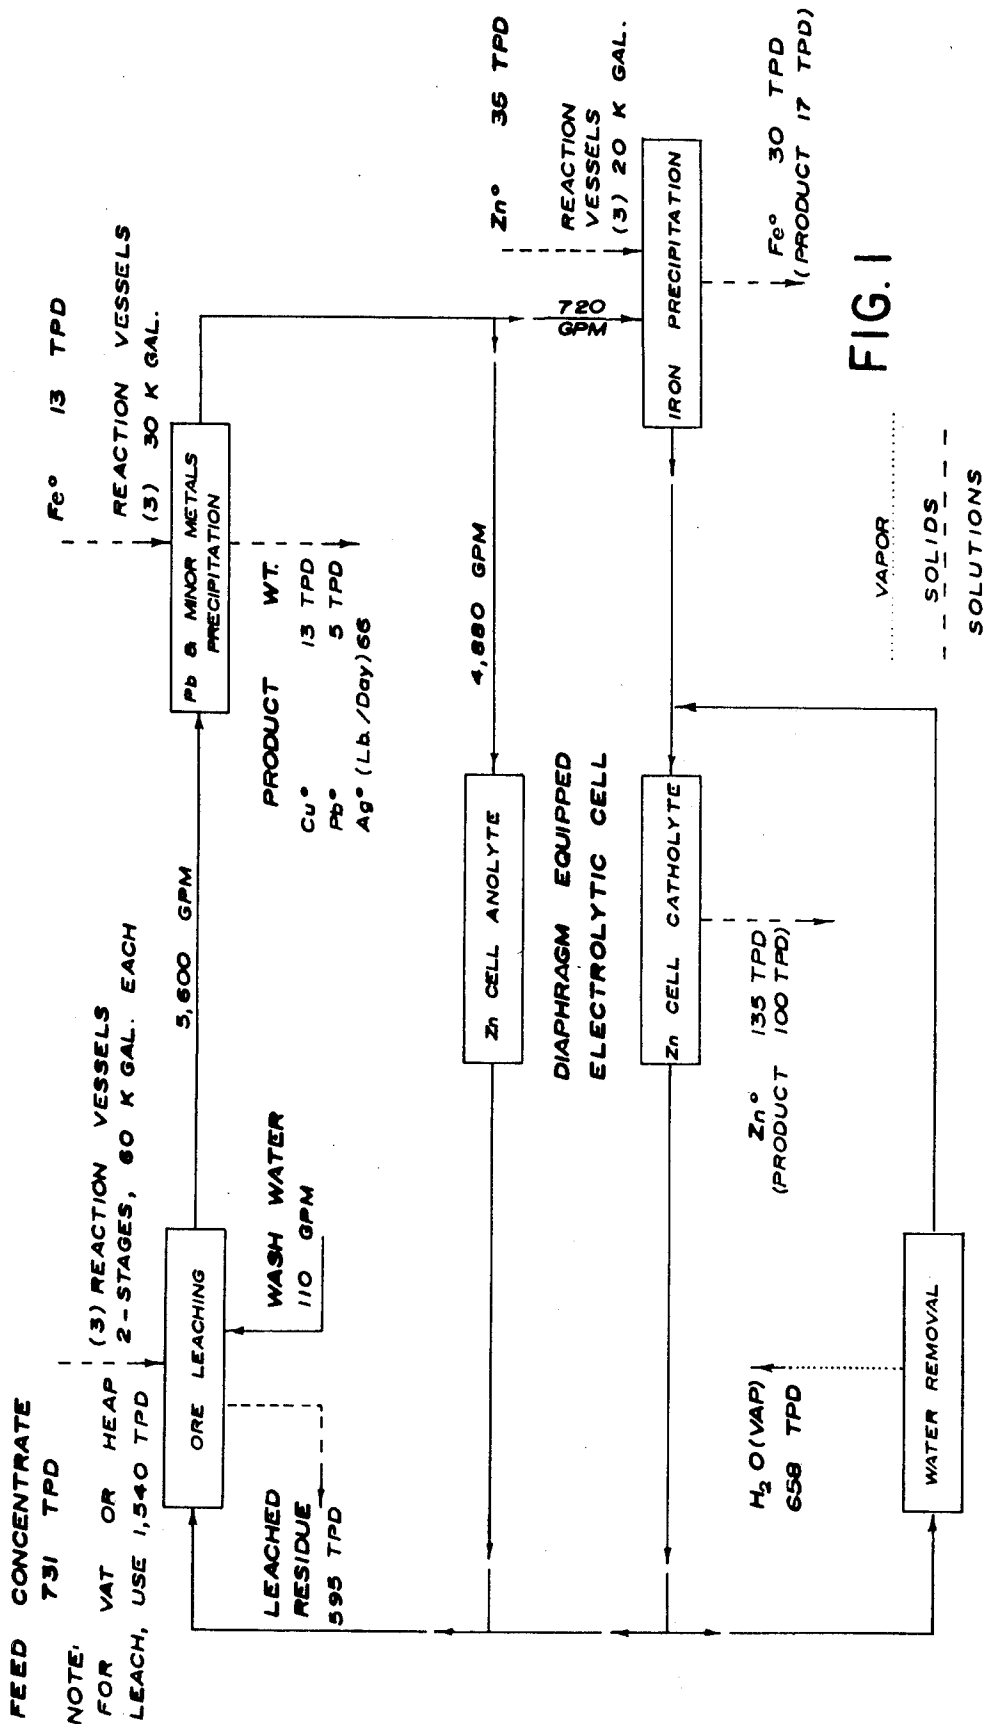 FEED CONCENTRATE
731 TPD
NOTE:
FOR VAT OR HEAP
LEACH, USE 1,540 TPD
(3) REACTION VESSELS
2-STAGES, 60 K GAL. EACH
ORE LEACHING
LEACHED
RESIDUE
595 TPD
WASH WATER
110 GPM
5,600 GPM
Fe° 13 TPD
REACTION VESSELS
(3) 30 K GAL.
Pb & MINOR METALS
PRECIPITATION
PRODUCT WT.
Cu° 13 TPD
Pb° 5 TPD
Ag° (Lb./Day) 66
4,880 GPM
720
GPM
Zn° 35 TPD
REACTION
VESSELS
(3) 20 K GAL.
IRON PRECIPITATION
Fe° 30 TPD
(PRODUCT 17 TPD)
Zn CELL ANOLYTE
DIAPHRAGM EQUIPPED
ELECTROLYTIC CELL
Zn CELL CATHOLYTE
Zn° 135 TPD
(PRODUCT 100 TPD)
H₂O(VAP)
658 TPD
WATER REMOVAL
VAPOR
SOLIDS
SOLUTIONS
FIG. 1